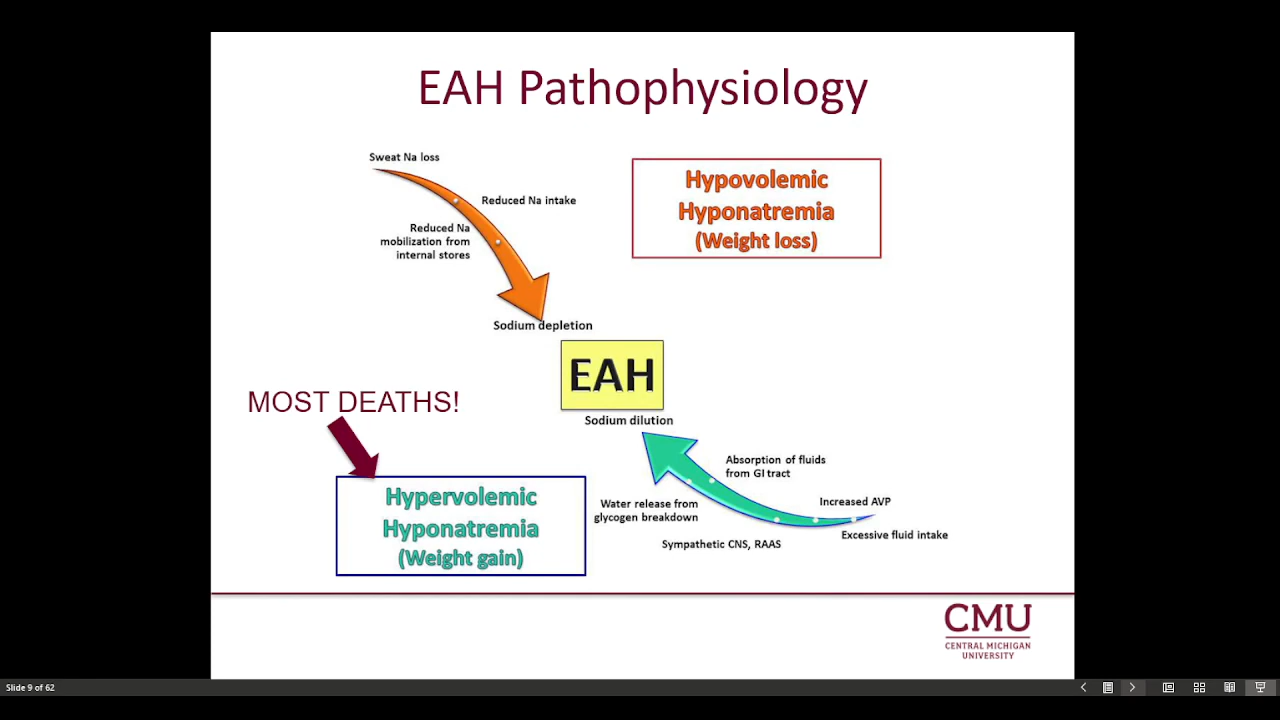 EAH Pathophysiology
Sweat Na loss
Reduced Na intake
Reduced Na
mobilization from
internal stores
Sodium depletion
Hypovolemic
Hyponatremia
(Weight loss)
EAH
Sodium dilution
MOST DEATHS!
Hypervolemic
Hyponatremia
(Weight gain)
Absorption of fluids
from GI tract
Water release from
glycogen breakdown
Increased AVP
Excessive fluid intake
Sympathetic CNS, RAAS
CMU
CENTRAL MICHIGAN
UNIVERSITY
Slide 9 of 62